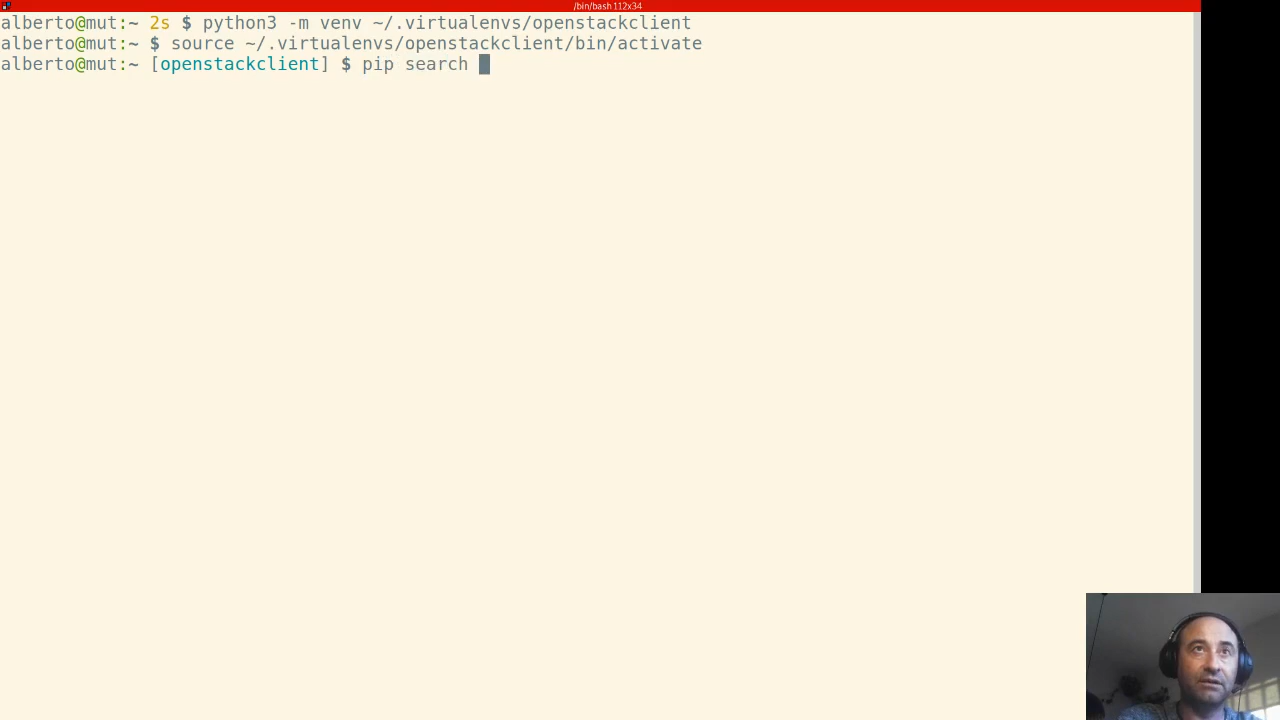 /bin/bash 112x34
alberto@mut:~ 2s $ python3 -m venv ~/.virtualenvs/openstackclient
alberto@mut:~ $ source ~/.virtualenvs/openstackclient/bin/activate
alberto@mut:~ [openstackclient] $ pip search